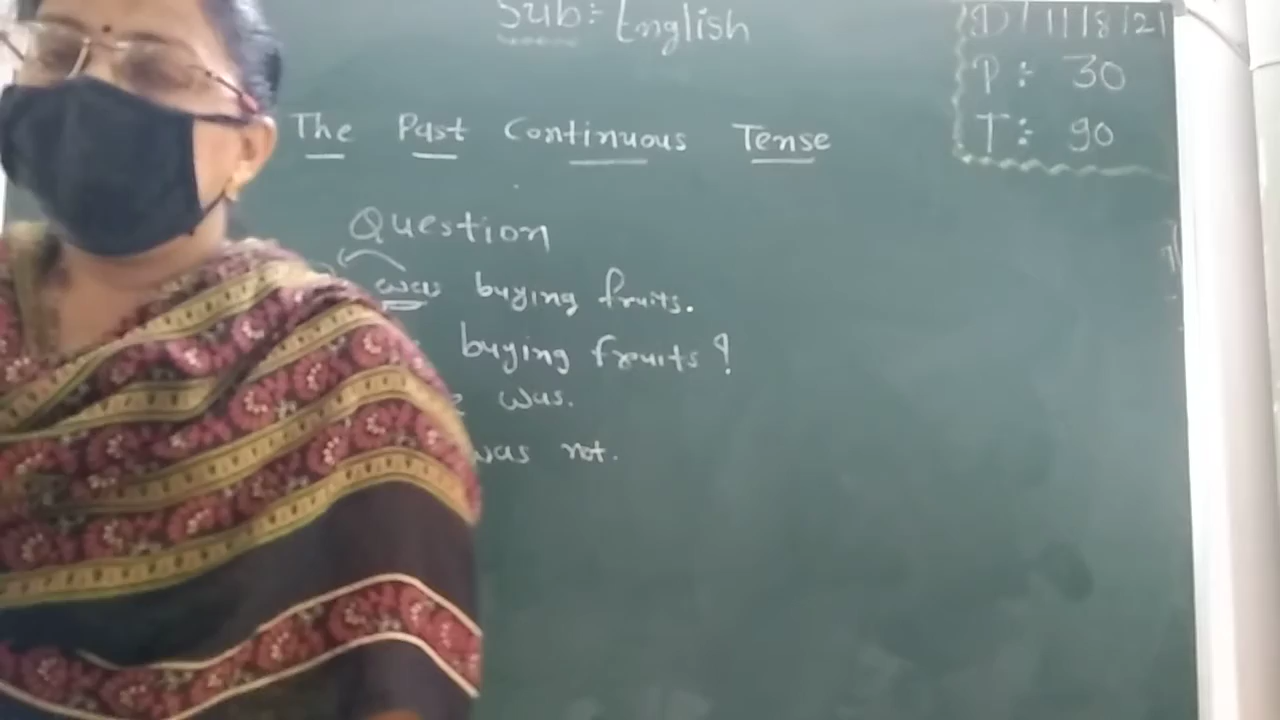 Sub:- English
D / 11/8/21
P : 30
T : 90
The Past Continuous Tense
Question
was buying fruits.
buying fruits ?
was.
was not.